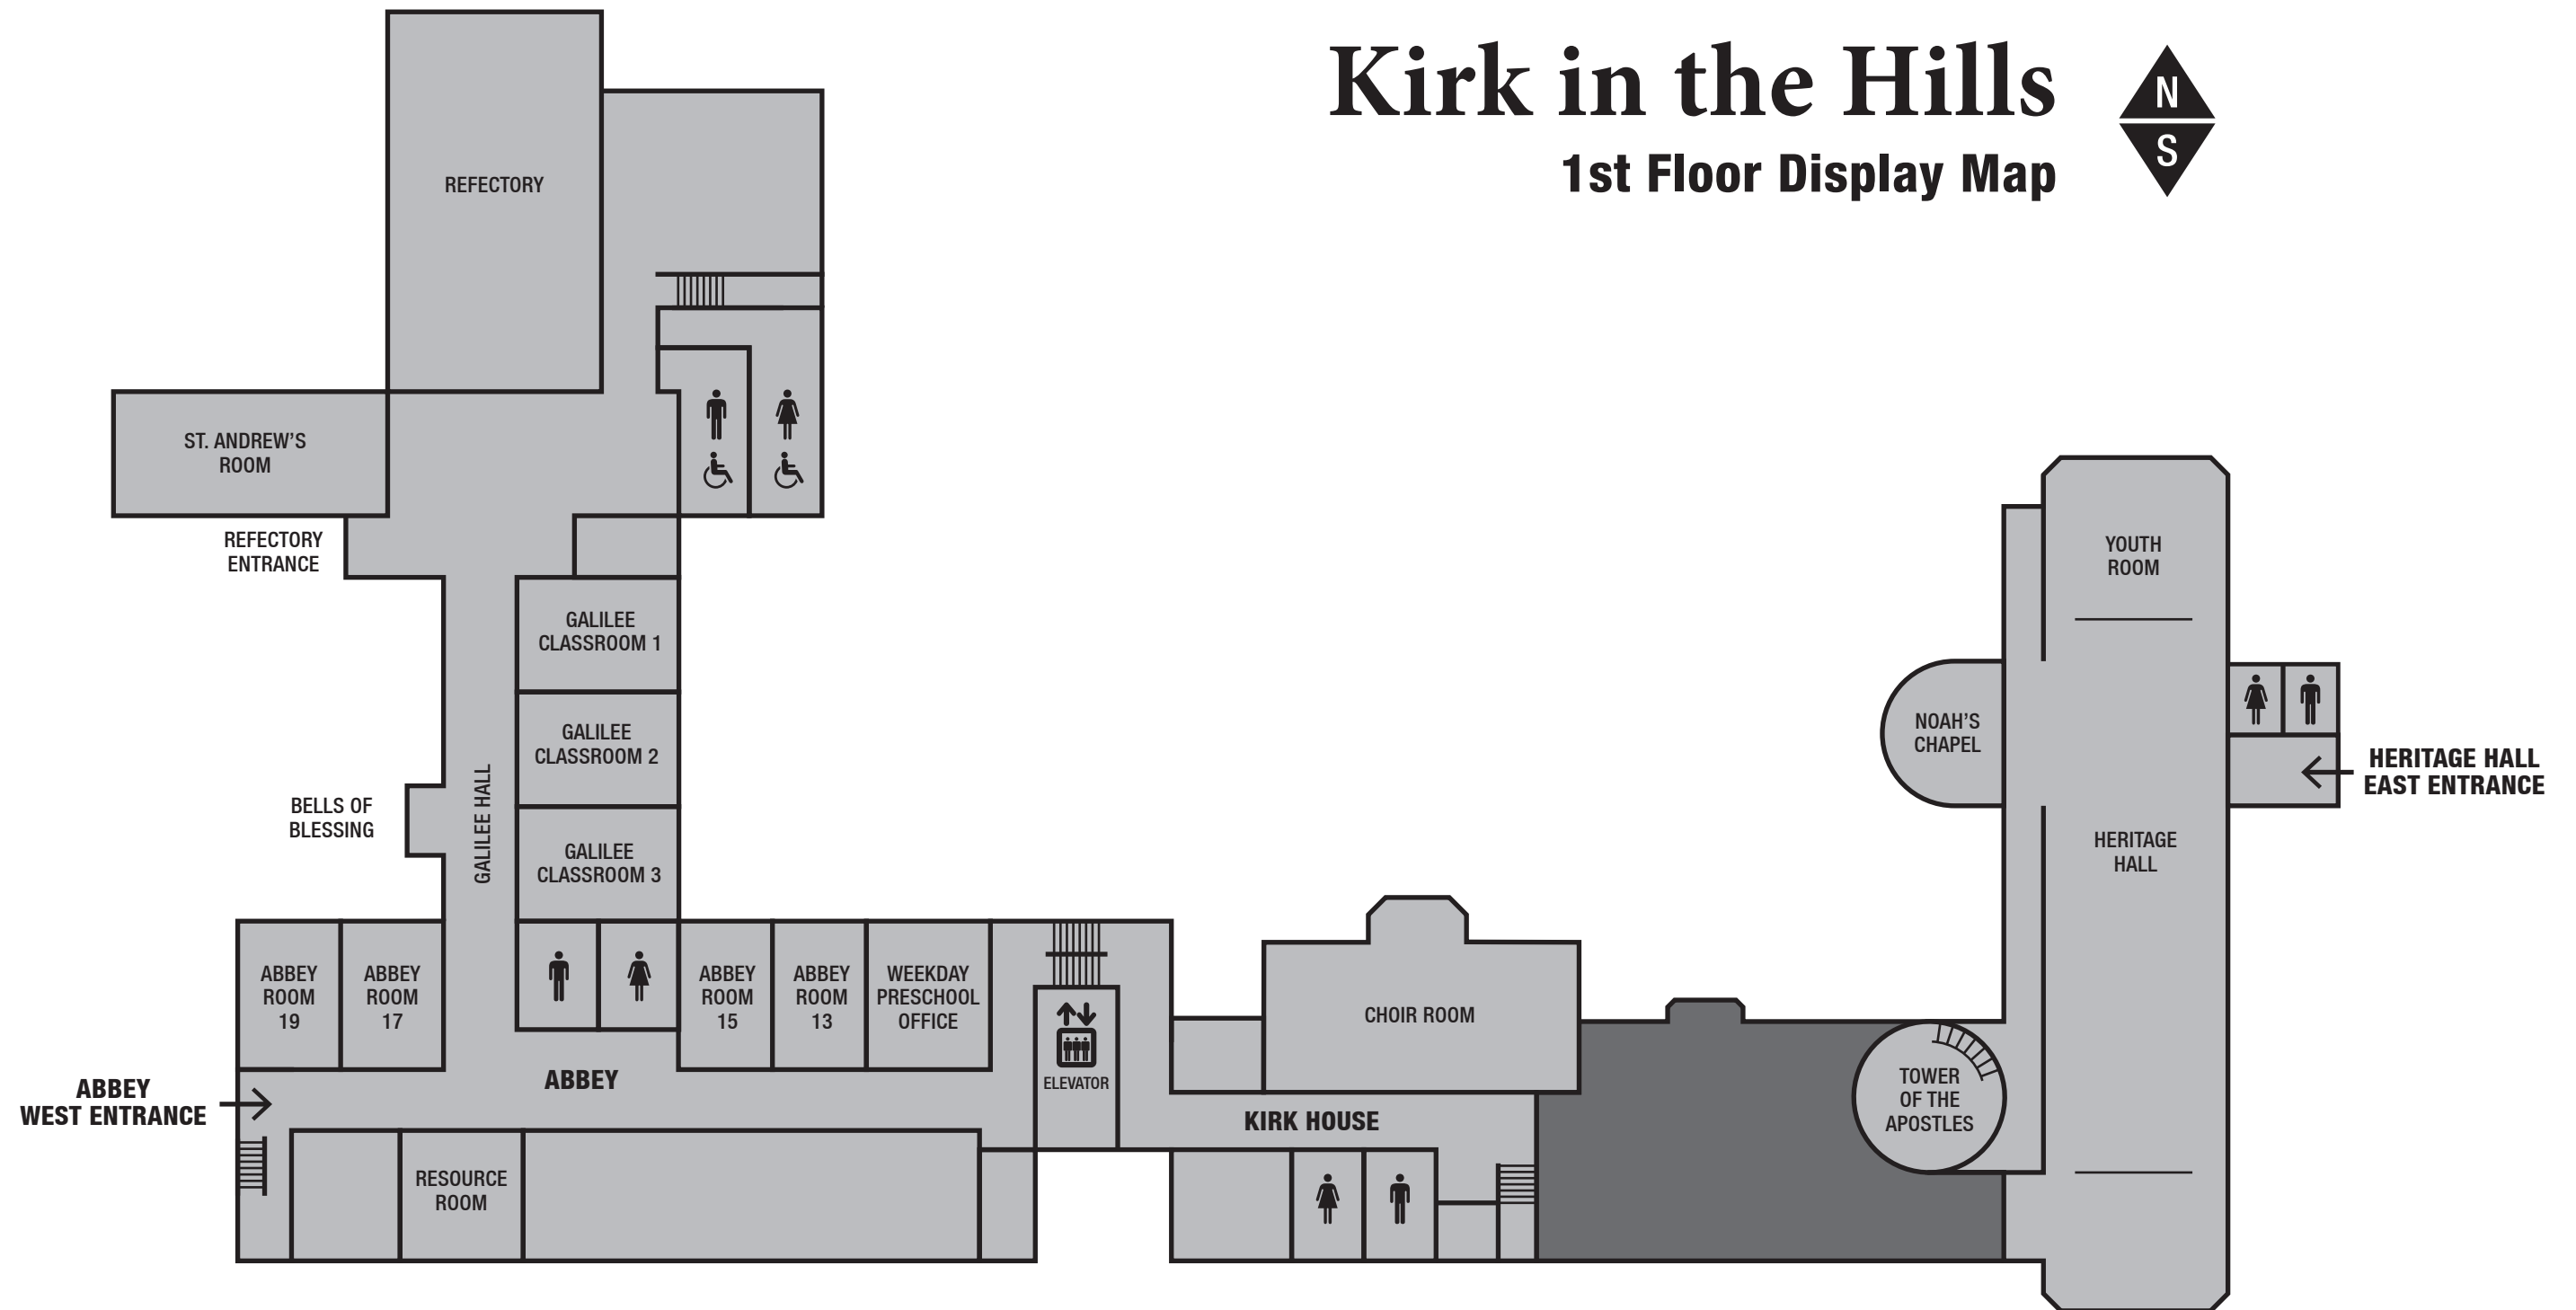 Kirk in the Hills
1st Floor Display Map
N
S
REFECTORY
ST. ANDREW’S
ROOM
REFECTORY
ENTRANCE
YOUTH
ROOM
GALILEE
CLASSROOM 1
GALILEE
CLASSROOM 2
NOAH’S
CHAPEL
HERITAGE HALL
EAST ENTRANCE
GALILEE HALL
BELLS OF
BLESSING
GALILEE
CLASSROOM 3
HERITAGE
HALL
ABBEY
ROOM
19
ABBEY
ROOM
17
ABBEY
ROOM
15
ABBEY
ROOM
13
WEEKDAY
PRESCHOOL
OFFICE
CHOIR ROOM
ELEVATOR
ABBEY
ABBEY
WEST ENTRANCE
KIRK HOUSE
TOWER
OF THE
APOSTLES
RESOURCE
ROOM